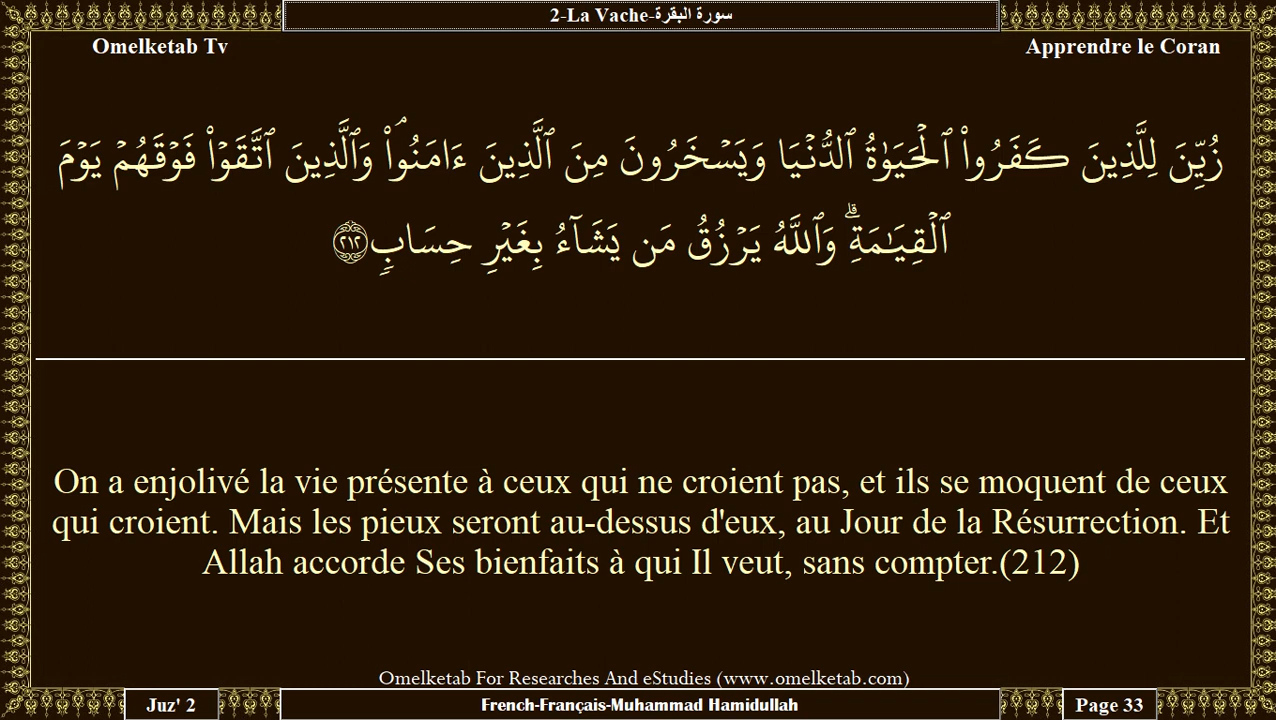 2-La Vache-سورة البقرة
Omelketab Tv
Apprendre le Coran
زُيِّنَ لِلَّذِينَ كَفَرُوا۟ ٱلْحَيَوٰةُ ٱلدُّنْيَا وَيَسْخَرُونَ مِنَ ٱلَّذِينَ ءَامَنُوا۟ ۘ وَٱلَّذِينَ ٱتَّقَوْا۟ فَوْقَهُمْ يَوْمَ
ٱلْقِيَـٰمَةِ ۗ وَٱللَّهُ يَرْزُقُ مَن يَشَآءُ بِغَيْرِ حِسَابٍ ٢١٢
On a enjolivé la vie présente à ceux qui ne croient pas, et ils se moquent de ceux
qui croient. Mais les pieux seront au-dessus d'eux, au Jour de la Résurrection. Et
Allah accorde Ses bienfaits à qui Il veut, sans compter.(212)
Omelketab For Researches And eStudies (www.omelketab.com)
Juz' 2
French-Français-Muhammad Hamidullah
Page 33